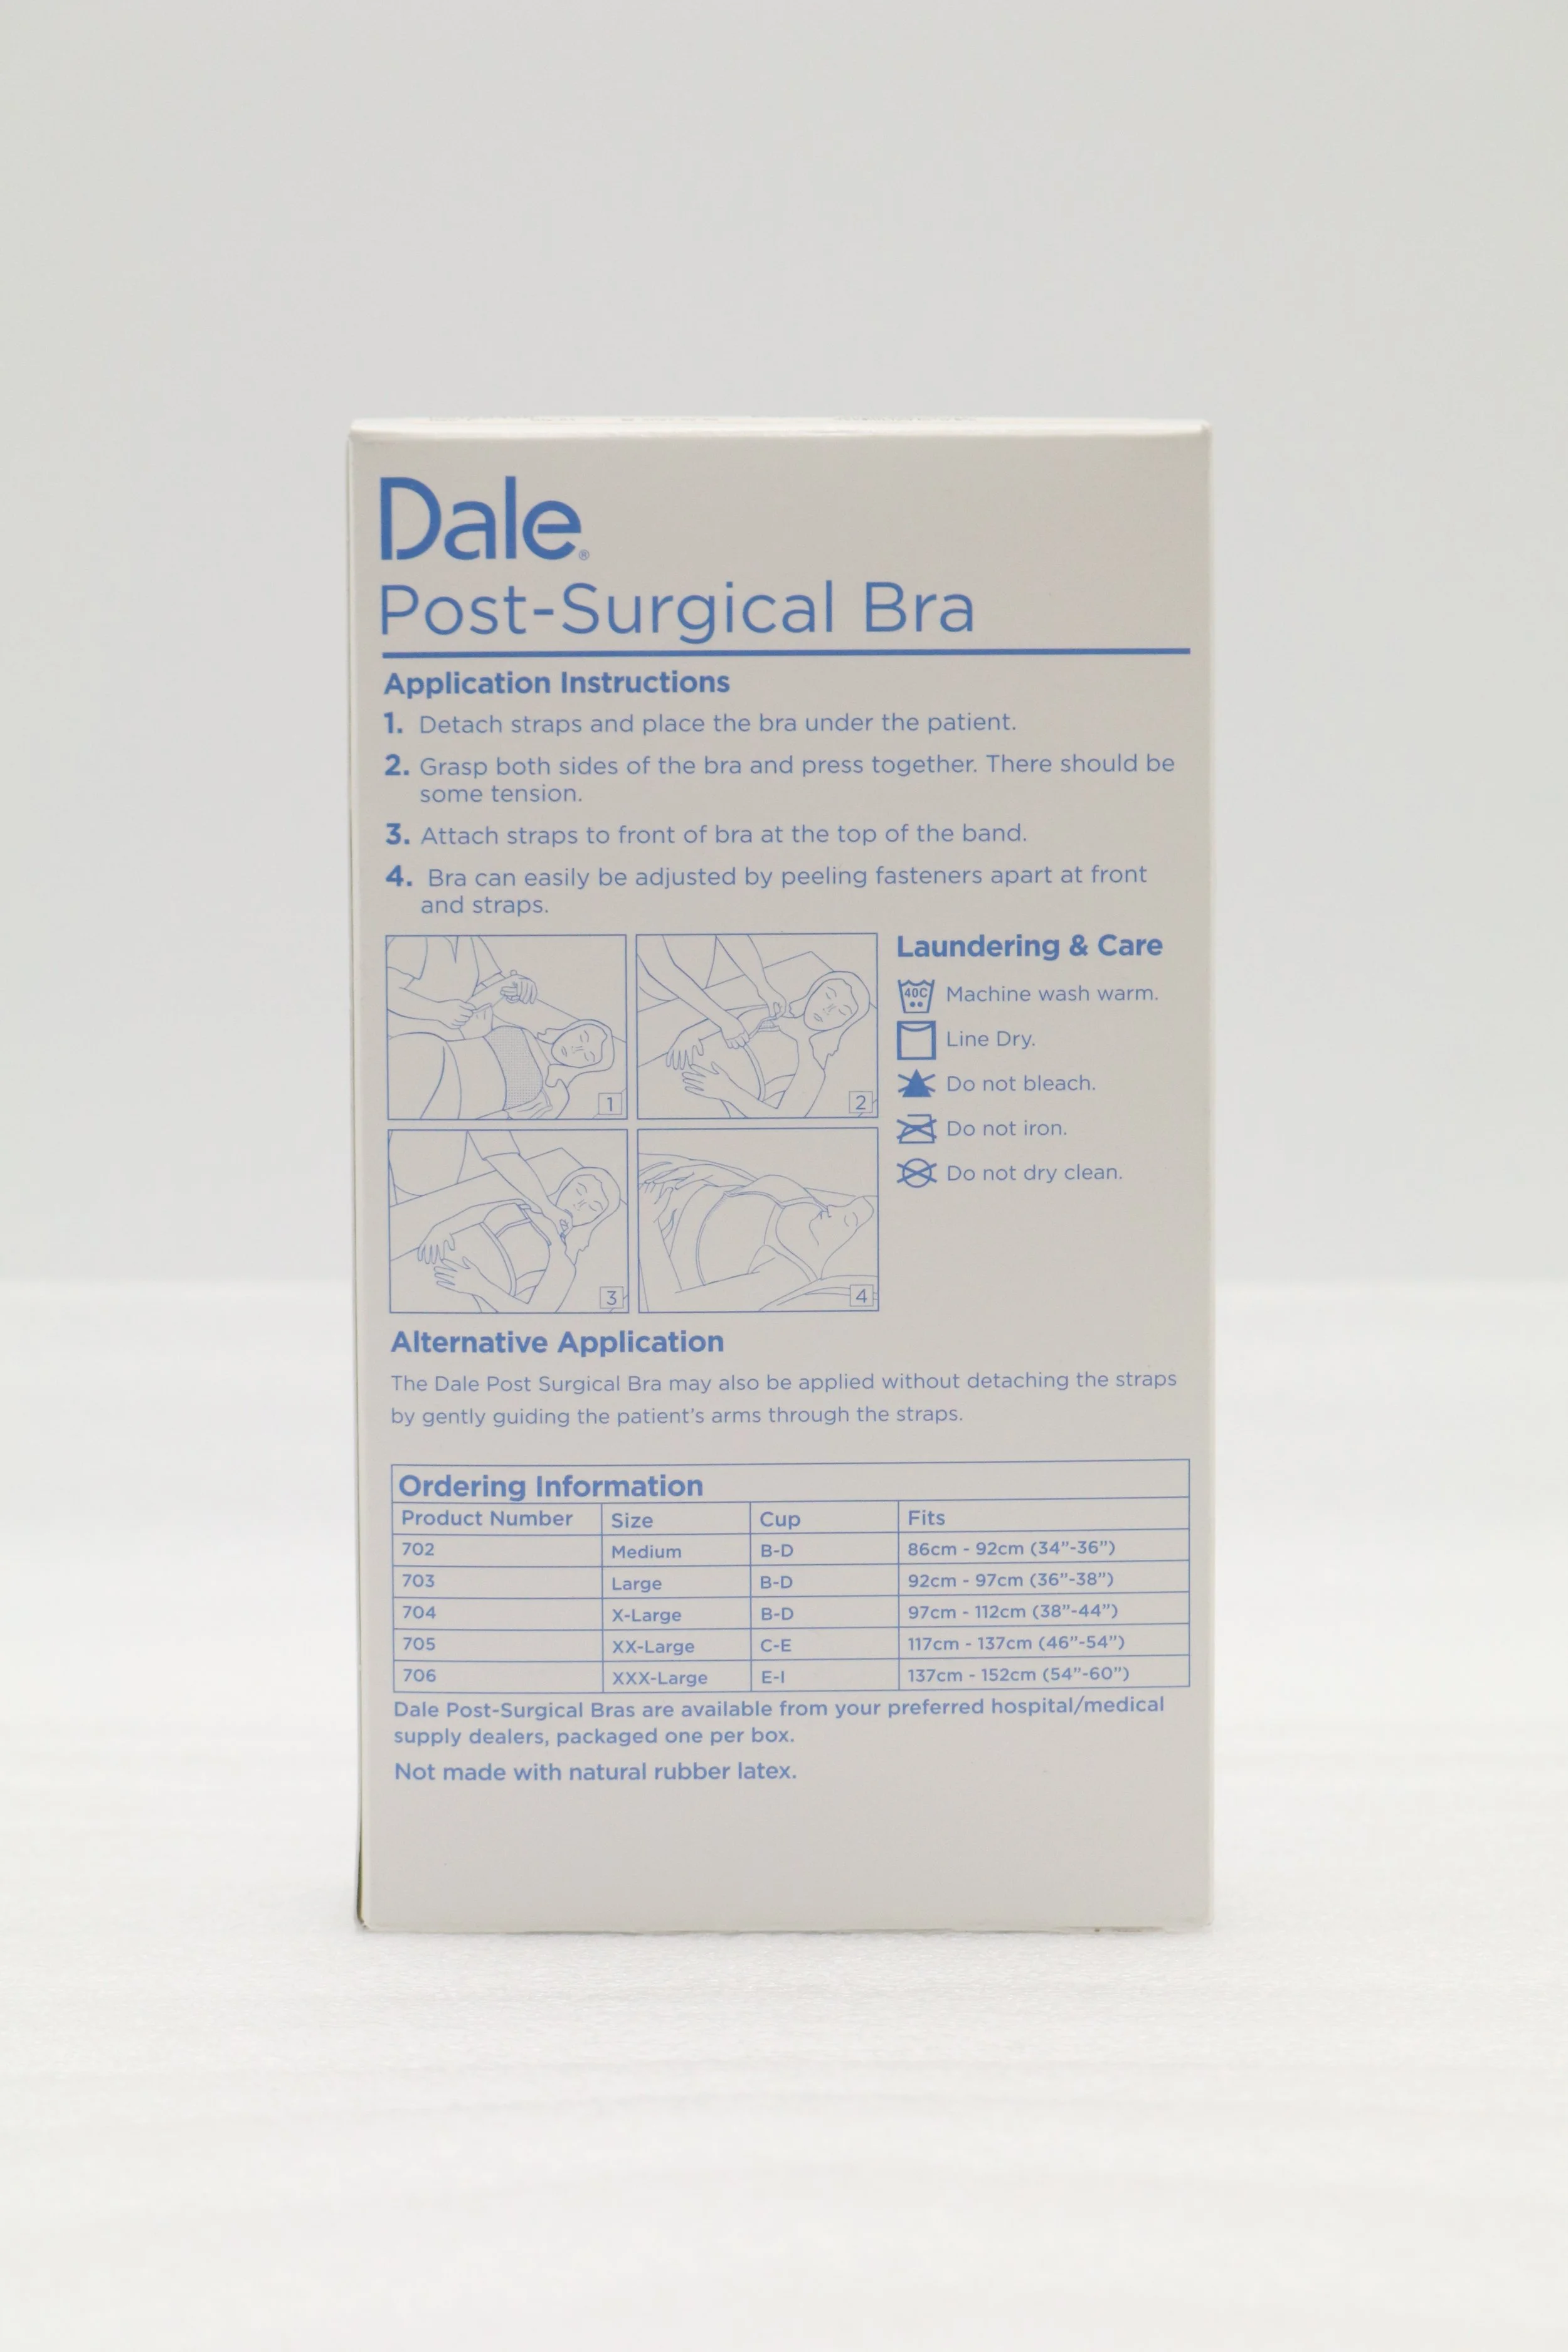 Dale®
Post-Surgical Bra
Application Instructions
1. Detach straps and place the bra under the patient.
2. Grasp both sides of the bra and press together. There should be
some tension.
3. Attach straps to front of bra at the top of the band.
4. Bra can easily be adjusted by peeling fasteners apart at front
and straps.
1
2
3
4
Laundering & Care
40C Machine wash warm.
Line Dry.
Do not bleach.
Do not iron.
Do not dry clean.
Alternative Application
The Dale Post Surgical Bra may also be applied without detaching the straps
by gently guiding the patient's arms through the straps.
Ordering Information
Product Number Size Cup Fits
702 Medium B-D 86cm - 92cm (34”-36”)
703 Large B-D 92cm - 97cm (36”-38”)
704 X-Large B-D 97cm - 112cm (38”-44”)
705 XX-Large C-E 117cm - 137cm (46”-54”)
706 XXX-Large E-I 137cm - 152cm (54”-60”)
Dale Post-Surgical Bras are available from your preferred hospital/medical
supply dealers, packaged one per box.
Not made with natural rubber latex.